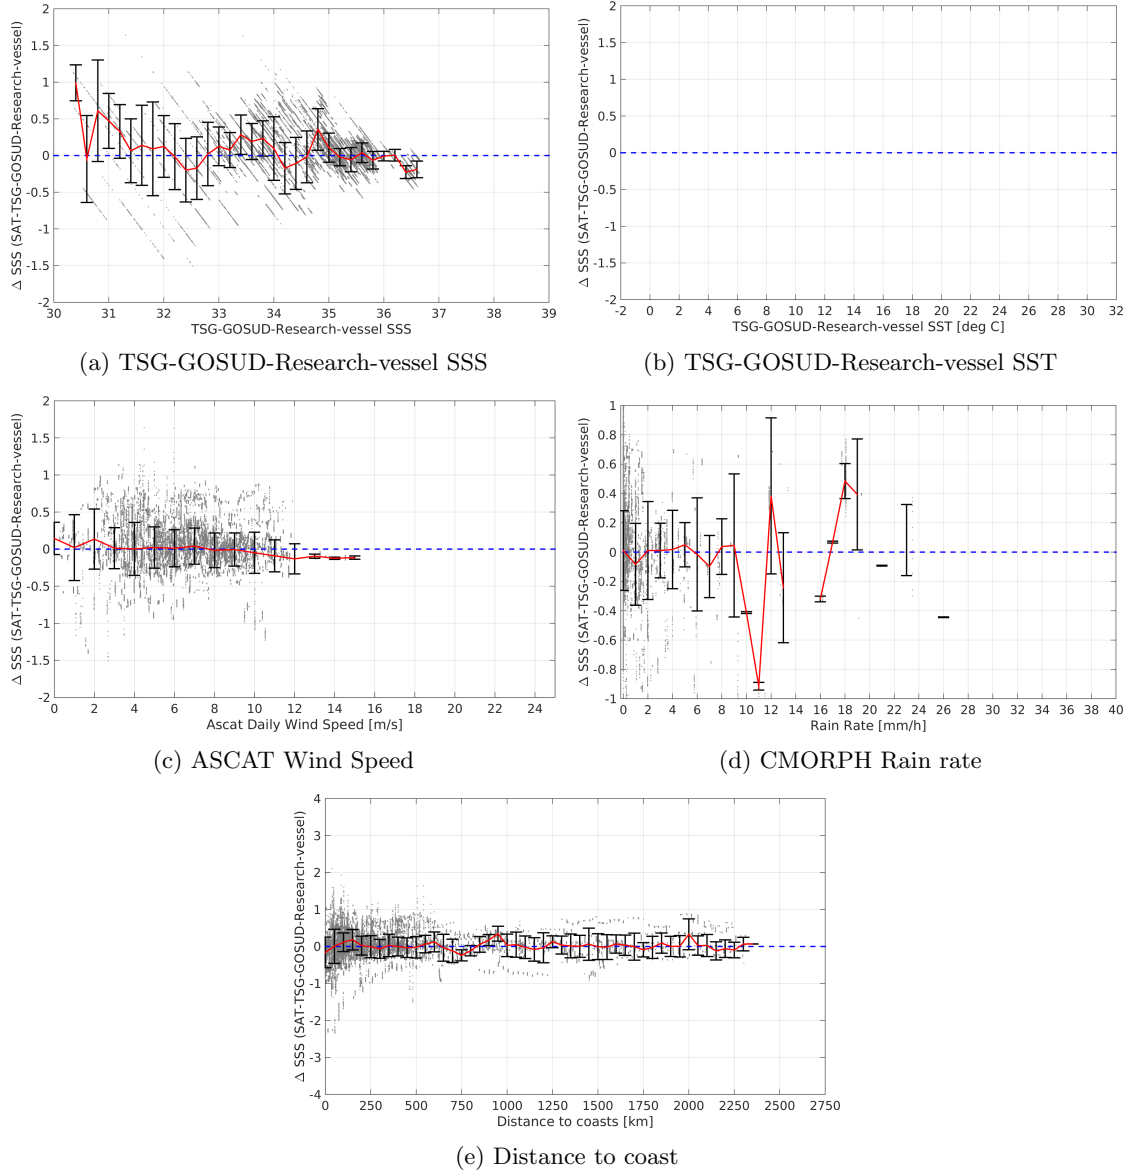 Δ SSS (SAT-TSG-GOSUD-Research-vessel)
2
1.5
1
0.5
0
-0.5
-1
-1.5
-2
30 31 32 33 34 35 36 37 38 39
TSG-GOSUD-Research-vessel SSS
(a) TSG-GOSUD-Research-vessel SSS
Δ SSS (SAT-TSG-GOSUD-Research-vessel)
2
1.5
1
0.5
0
-0.5
-1
-1.5
-2
-2 0 2 4 6 8 10 12 14 16 18 20 22 24 26 28 30 32
TSG-GOSUD-Research-vessel SST [deg C]
(b) TSG-GOSUD-Research-vessel SST
Δ SSS (SAT-TSG-GOSUD-Research-vessel)
2
1.5
1
0.5
0
-0.5
-1
-1.5
-2
0 2 4 6 8 10 12 14 16 18 20 22 24
Ascat Daily Wind Speed [m/s]
(c) ASCAT Wind Speed
Δ SSS (SAT-TSG-GOSUD-Research-vessel)
1
0.8
0.6
0.4
0.2
0
-0.2
-0.4
-0.6
-0.8
-1
0 2 4 6 8 10 12 14 16 18 20 22 24 26 28 30 32 34 36 38 40
Rain Rate [mm/h]
(d) CMORPH Rain rate
Δ SSS (SAT-TSG-GOSUD-Research-vessel)
4
3
2
1
0
-1
-2
-3
-4
0 250 500 750 1000 1250 1500 1750 2000 2250 2500 2750
Distance to coasts [km]
(e) Distance to coast